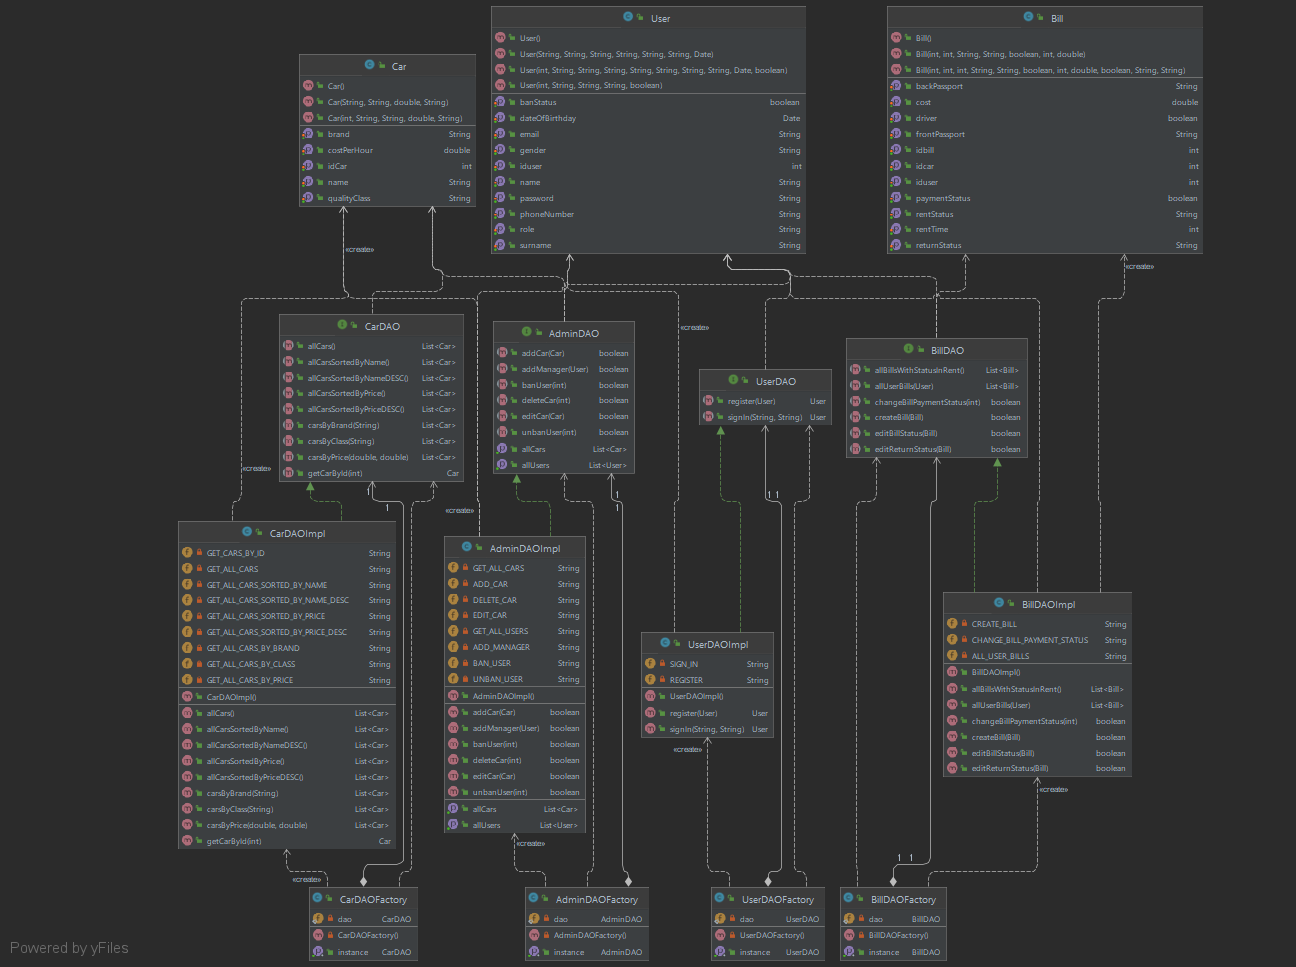 User
User()
User(String, String, String, String, String, Date)
User(int, String, String, String, String, String, String, Date, boolean)
User(int, String, String, boolean)
banStatus boolean
dateOfBirthday Date
email String
gender String
iduser int
name String
password String
phoneNumber String
role String
surname String
Bill
Bill()
Bill(int, int, String, String, boolean, int, double)
Bill(int, int, int, String, String, boolean, int, double, boolean, String, String)
backPassport String
cost double
driver boolean
frontPassport String
idbill int
idcar int
iduser int
paymentStatus boolean
rentStatus String
rentTime int
returnStatus String
Car
Car()
Car(String, String, double, String)
Car(int, String, String, double, String)
brand String
costPerHour double
idCar int
name String
qualityClass String
«create»
«create»
«create»
CarDAO
allCars() List<Car>
allCarsSortedByName() List<Car>
allCarsSortedByNameDESC() List<Car>
allCarsSortedByPrice() List<Car>
allCarsSortedByPriceDESC() List<Car>
carsByBrand(String) List<Car>
carsByClass(String) List<Car>
carsByPrice(double, double) List<Car>
getCarById(int) Car
AdminDAO
addCar(Car) boolean
addManager(User) boolean
banUser(int) boolean
deleteCar(int) boolean
editCar(Car) boolean
unbanUser(int) boolean
allCars List<Car>
allUsers List<User>
UserDAO
register(User) User
signIn(String, String) User
BillDAO
allBillsWithStatusInRent() List<Bill>
allUserBills(User) List<Bill>
changeBillPaymentStatus(int) boolean
createBill(Bill) boolean
editBillStatus(Bill) boolean
editReturnStatus(Bill) boolean
«create»
«create»
1
1
1
1
1 1
CarDAOImpl
GET_CARS_BY_ID String
GET_ALL_CARS String
GET_ALL_CARS_SORTED_BY_NAME String
GET_ALL_CARS_SORTED_BY_NAME_DESC String
GET_ALL_CARS_SORTED_BY_PRICE String
GET_ALL_CARS_SORTED_BY_PRICE_DESC String
GET_ALL_CARS_BY_BRAND String
GET_ALL_CARS_BY_CLASS String
GET_ALL_CARS_BY_PRICE String
CarDAOImpl()
allCars() List<Car>
allCarsSortedByName() List<Car>
allCarsSortedByNameDESC() List<Car>
allCarsSortedByPrice() List<Car>
allCarsSortedByPriceDESC() List<Car>
carsByBrand(String) List<Car>
carsByClass(String) List<Car>
carsByPrice(double, double) List<Car>
getCarById(int) Car
AdminDAOImpl
GET_ALL_CARS String
ADD_CAR String
DELETE_CAR String
EDIT_CAR String
GET_ALL_USERS String
ADD_MANAGER String
BAN_USER String
UNBAN_USER String
AdminDAOImpl()
addCar(Car) boolean
addManager(User) boolean
banUser(int) boolean
deleteCar(int) boolean
editCar(Car) boolean
unbanUser(int) boolean
allCars List<Car>
allUsers List<User>
UserDAOImpl
SIGN_IN String
REGISTER String
UserDAOImpl()
register(User) User
signIn(String, String) User
BillDAOImpl
CREATE_BILL String
CHANGE_BILL_PAYMENT_STATUS String
ALL_USER_BILLS String
BillDAOImpl()
allBillsWithStatusInRent() List<Bill>
allUserBills(User) List<Bill>
changeBillPaymentStatus(int) boolean
createBill(Bill) boolean
editBillStatus(Bill) boolean
editReturnStatus(Bill) boolean
«create»
«create»
«create»
«create»
1 1
CarDAOFactory
dao CarDAO
CarDAOFactory()
instance CarDAO
AdminDAOFactory
dao AdminDAO
AdminDAOFactory()
instance AdminDAO
UserDAOFactory
dao UserDAO
UserDAOFactory()
instance UserDAO
BillDAOFactory
dao BillDAO
BillDAOFactory()
instance BillDAO
Powered by yFiles